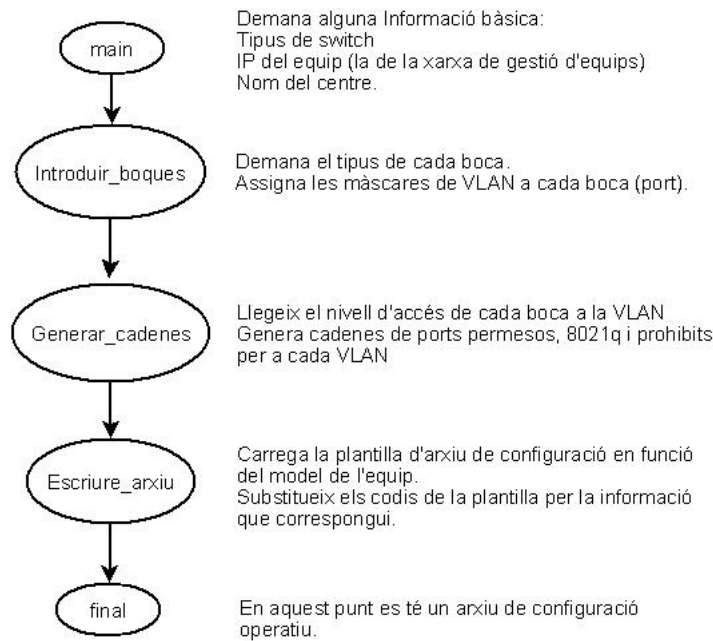 main
Demana alguna Informació bàsica:
Tipus de switch
IP del equip (la de la xarxa de gestió d'equips)
Nom del centre.
Introduir_boques
Demana el tipus de cada boca.
Assigna les màscares de VLAN a cada boca (port).
Generar_cadenes
Llegeix el nivell d'accés de cada boca a la VLAN
Genera cadenes de ports permesos, 8021q i prohibits
per a cada VLAN
Escriure_arxiu
Carrega la plantilla d'arxiu de configuració en funció
del model de l'equip.
Substitueix els codis de la plantilla per la informació
que correspongui.
final
En aquest punt es té un arxiu de configuració
operatiu.